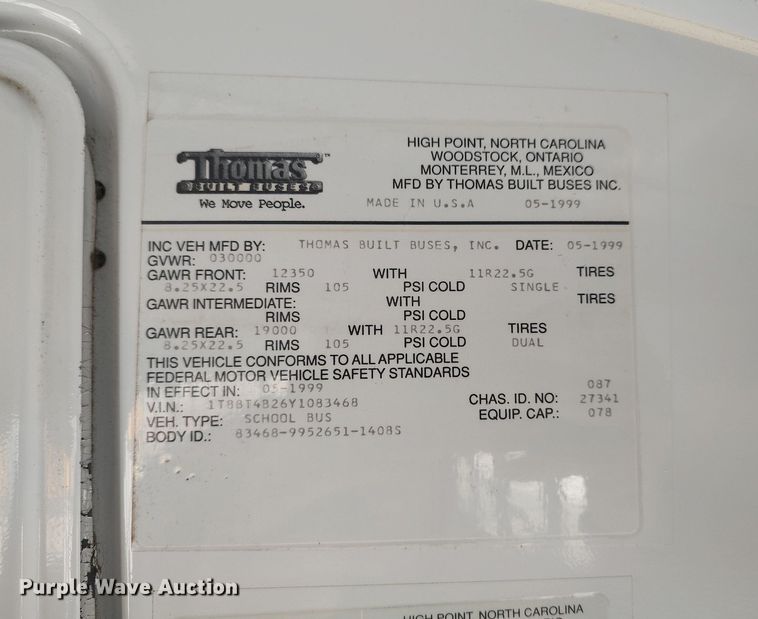 Thomas™
BUILT BUSES®
We Move People.
HIGH POINT, NORTH CAROLINA
WOODSTOCK, ONTARIO
MONTERREY, M.L., MEXICO
MFD BY THOMAS BUILT BUSES INC.
MADE IN U.S.A 05-1999
INC VEH MFD BY: THOMAS BUILT BUSES, INC. DATE: 05-1999
GVWR: 030000
GAWR FRONT: 12350 WITH 11R22.5G TIRES
8.25X22.5 RIMS 105 PSI COLD SINGLE
GAWR INTERMEDIATE: WITH TIRES
RIMS PSI COLD
GAWR REAR: 19000 WITH 11R22.5G TIRES
8.25X22.5 RIMS 105 PSI COLD DUAL
THIS VEHICLE CONFORMS TO ALL APPLICABLE
FEDERAL MOTOR VEHICLE SAFETY STANDARDS
IN EFFECT IN: 05-1999 087
V.I.N.: 1T88T4B26Y1083468 CHAS. ID. NO: 27341
VEH. TYPE: SCHOOL BUS EQUIP. CAP.: 078
BODY ID.: 83468-9952651-1408S
Purple Wave Auction
HIGH POINT, NORTH CAROLINA